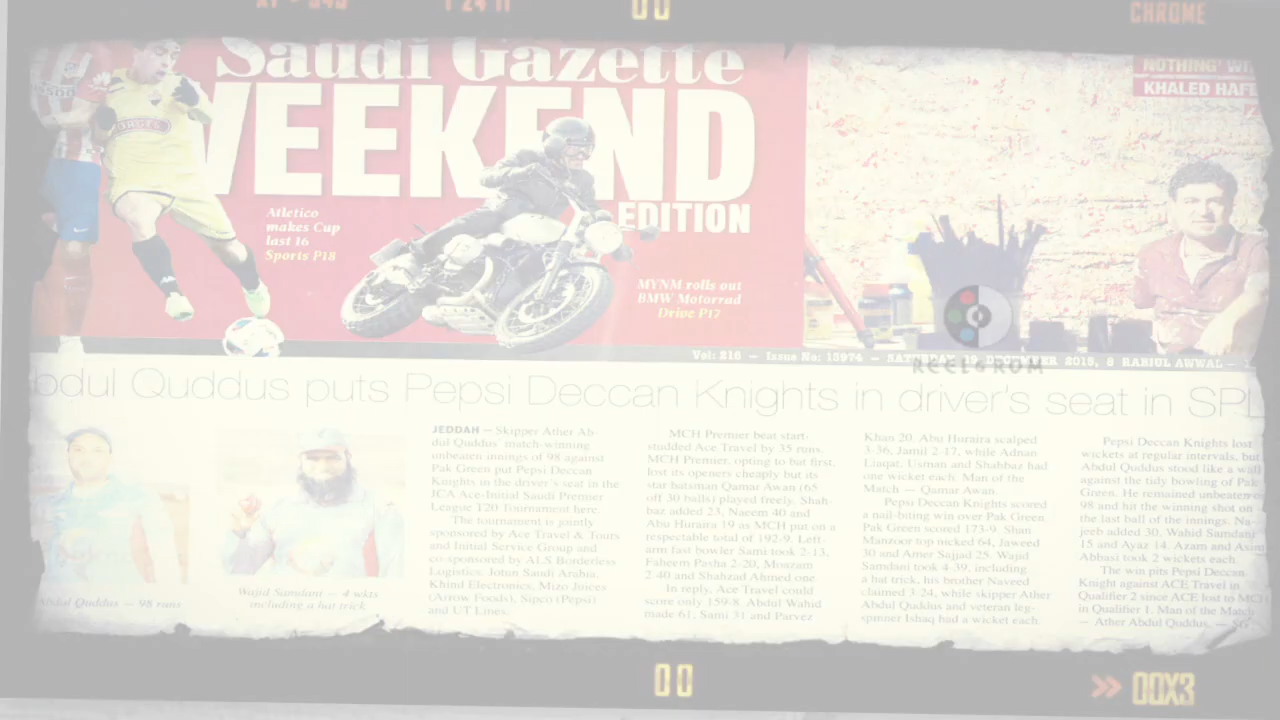 00
CHROME
Saudi Gazette
WEEKEND
EDITION
Atletico
makes Cup
last 16
Sports P18
MYNM rolls out
BMW Motorrad
Drive P17
NOTHING' WI
KHALED HAF
Vol: 216 — Issue No: 13974 — SATURDAY 19 DECEMBER 2015, 8 RABIUL AWWAL —
REEL&ROM
bdul Quddus puts Pepsi Deccan Knights in driver's seat in SPL
Abdul Quddus — 98 runs
Wajid Samdani — 4 wkts
including a hat trick
JEDDAH — Skipper Ather Ab-
dul Quddus' match-winning
unbeaten innings of 98 against
Pak Green put Pepsi Deccan
Knights in the driver's seat in the
JCA Ace-Initial Saudi Premier
League T20 Tournament here.
The tournament is jointly
sponsored by Ace Travel & Tours
and Initial Service Group and
co-sponsored by ALS Borderless
Logistics, Jotun Saudi Arabia,
Khind Electronics, Mizo Juices
(Arrow Foods), Sipco (Pepsi)
and UT Lines.
MCH Premier beat start-
studded Ace Travel by 35 runs.
MCH Premier, opting to bat first,
lost its openers cheaply but its
star batsman Qamar Awan (65
off 30 balls) played freely. Shah-
baz added 23, Naeem 40 and
Abu Huraira 19 as MCH put on a
respectable total of 192-9. Left-
arm fast bowler Sami took 2-13,
Faheem Pasha 2-20, Moazam
2-40 and Shahzad Ahmed one.
In reply, Ace Travel could
score only 159-8. Abdul Wahid
made 61, Sami 31 and Parvez
Khan 20. Abu Huraira scalped
3-36, Jamil 2-17, while Adnan
Liaqat, Usman and Shahbaz had
one wicket each. Man of the
Match — Qamar Awan.
Pepsi Deccan Knights scored
a nail-biting win over Pak Green.
Pak Green scored 173-9. Shan
Manzoor top nicked 64, Jaweed
30 and Amer Sajjad 25. Wajid
Samdani took 4-39, including
a hat trick, his brother Naveed
claimed 3-24, while skipper Ather
Abdul Quddus and veteran leg-
spinner Ishaq had a wicket each.
Pepsi Deccan Knights lost
wickets at regular intervals, but
Abdul Quddus stood like a wall
against the tidy bowling of Pak
Green. He remained unbeaten on
98 and hit the winning shot on
the last ball of the innings. Na-
jeeb added 30, Wahid Samdani
15 and Ayaz 14. Azam and Asim
Abbasi took 2 wickets each.
The win pits Pepsi Deccan
Knight against ACE Travel in
Qualifier 2 since ACE lost to MCH
in Qualifier 1. Man of the Match
— Ather Abdul Quddus. — SG
00
00X3